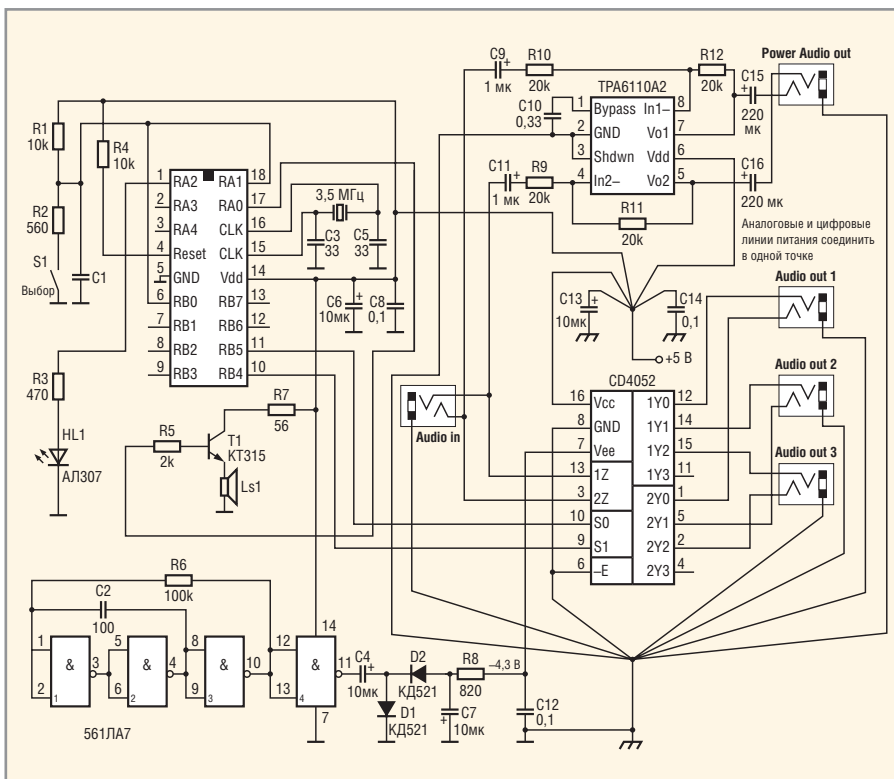 C9
+
1 мк
R10
20k
R12
20k
Power Audio out
TPA6110A2
C15
+
220
мк
C10
0,33
1
Bypass
In1–
8
2
GND
Vo1
7
3
Shdwn
Vdd
6
4
In2–
Vo2
5
C11
+
1 мк
R9
20k
C16
+
220 мк
R11
20k
Аналоговые и цифровые
линии питания соединить
в одной точке
R1
10k
R4
10k
R2
560
S1
Выбор
C1
1
RA2
RA1
18
2
RA3
RA0
17
3
RA4
CLK
16
4
Reset
CLK
15
5
GND
Vdd
14
6
RB0
RB7
13
7
RB1
RB6
12
8
RB2
RB5
11
9
RB3
RB4
10
3,5 МГц
C3
33
C5
33
C6
+
10мк
C8
0,1
C13
+
10мк
C14
0,1
+5 В
Audio out 1
Audio out 2
Audio out 3
R3
470
HL1
АЛ307
R5
2k
R7
56
T1
КТ315
Ls1
Audio in
CD4052
16
Vcc
1Y0
12
8
GND
1Y1
14
7
Vee
1Y2
15
13
1Z
1Y3
11
3
2Z
2Y0
1
10
S0
2Y1
5
9
S1
2Y2
2
6
–E
2Y3
4
R6
100k
C2
100
1
2
&
1
3
5
6
&
2
4
8
9
&
3
10
12
13
&
4
14
11
7
561ЛА7
C4
+
10мк
D2
КД521
D1
КД521
R8
820
–4,3 В
C7
+
10мк
C12
0,1